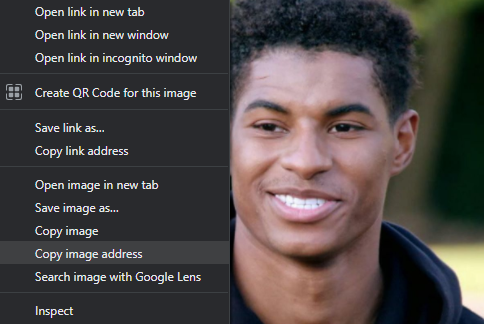 Open link in new tab
Open link in new window
Open link in incognito window
Create QR Code for this image
Save link as...
Copy link address
Open image in new tab
Save image as...
Copy image
Copy image address
Search image with Google Lens
Inspect